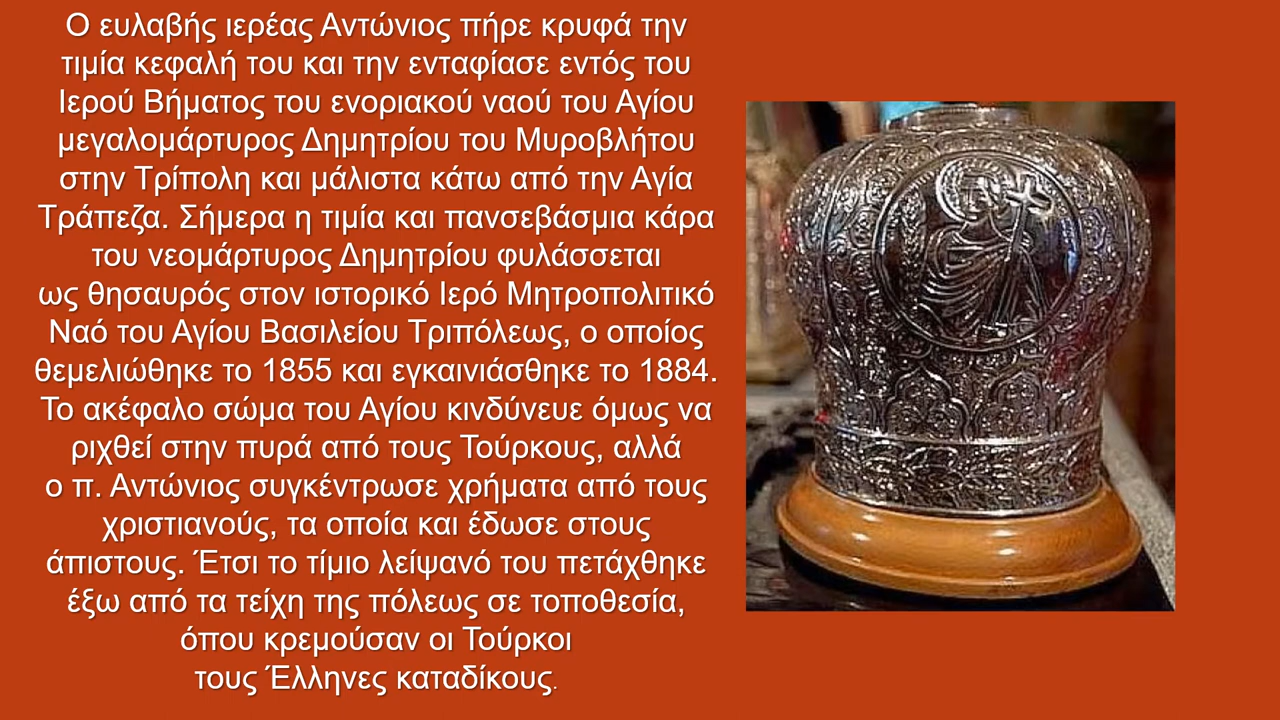 Ο ευλαβής ιερέας Αντώνιος πήρε κρυφά την
τιμία κεφαλή του και την ενταφίασε εντός του
Ιερού Βήματος του ενοριακού ναού του Αγίου
μεγαλομάρτυρος Δημητρίου του Μυροβλήτου
στην Τρίπολη και μάλιστα κάτω από την Αγία
Τράπεζα. Σήμερα η τιμία και πανσεβάσμια κάρα
του νεομάρτυρος Δημητρίου φυλάσσεται
ως θησαυρός στον ιστορικό Ιερό Μητροπολιτικό
Ναό του Αγίου Βασιλείου Τριπόλεως, ο οποίος
θεμελιώθηκε το 1855 και εγκαινιάσθηκε το 1884.
Το ακέφαλο σώμα του Αγίου κινδύνευε όμως να
ριχθεί στην πυρά από τους Τούρκους, αλλά
ο π. Αντώνιος συγκέντρωσε χρήματα από τους
χριστιανούς, τα οποία και έδωσε στους
άπιστους. Έτσι το τίμιο λείψανό του πετάχθηκε
έξω από τα τείχη της πόλεως σε τοποθεσία,
όπου κρεμούσαν οι Τούρκοι
τους Έλληνες καταδίκους.